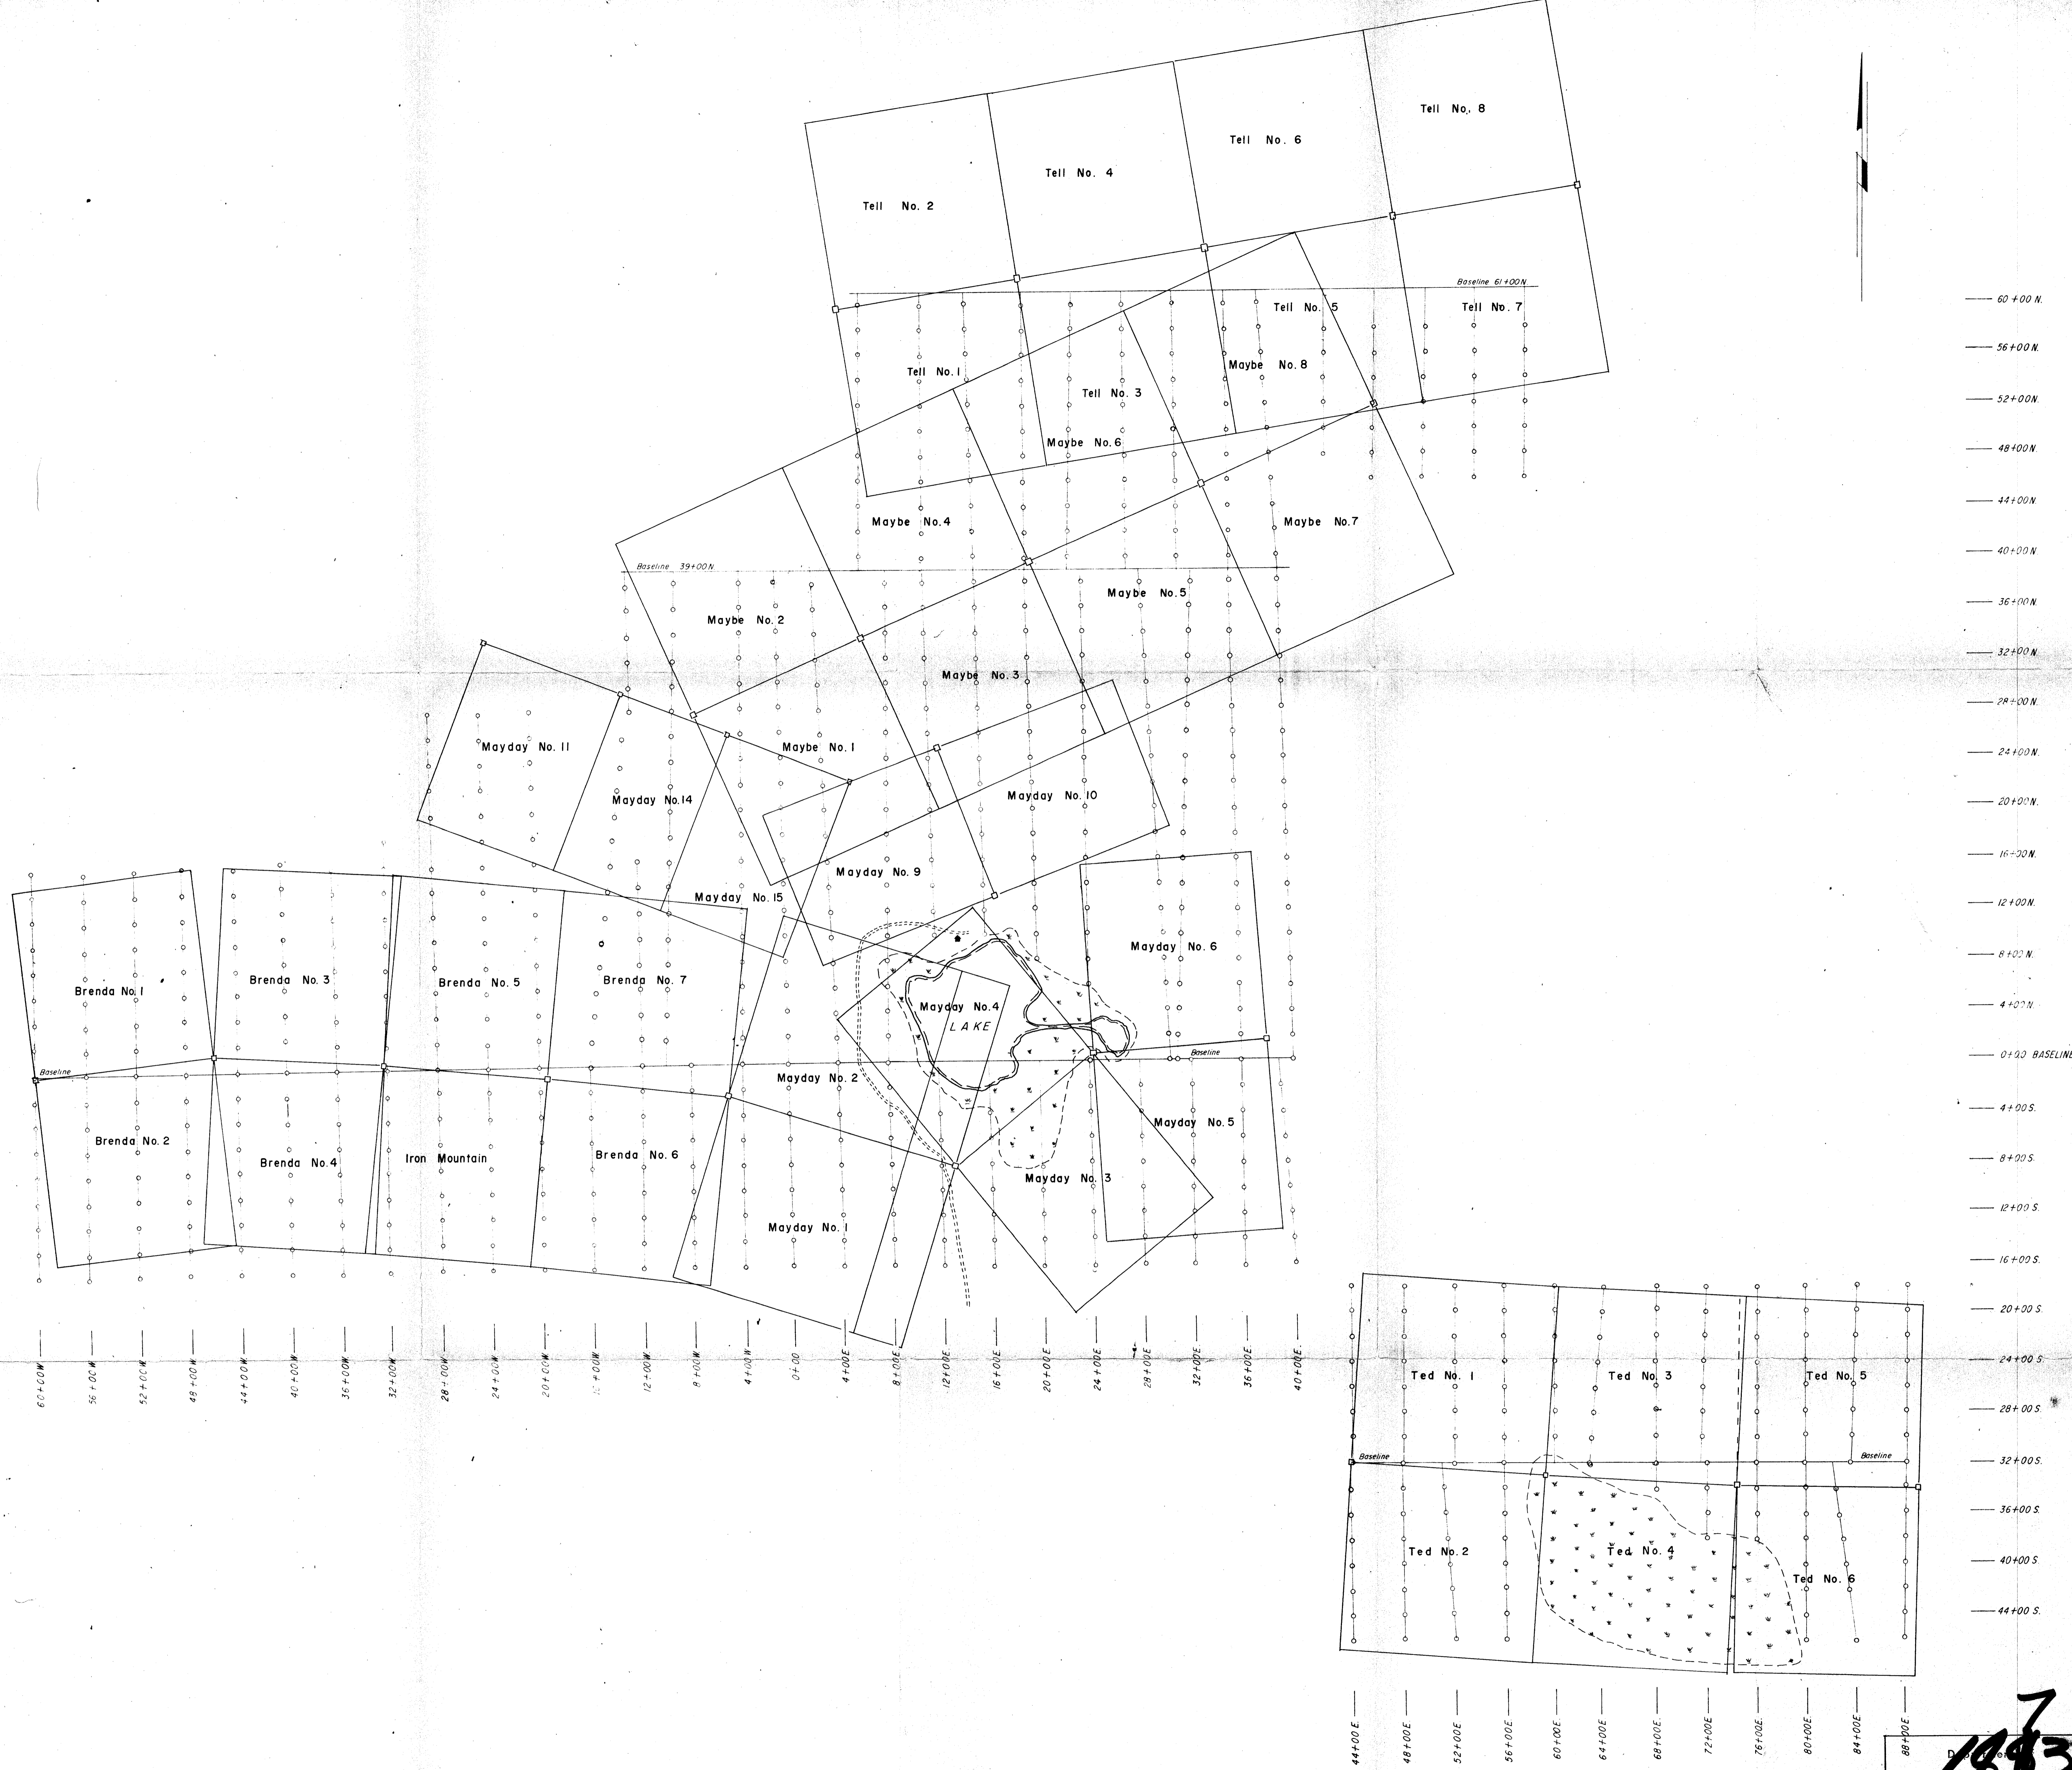 Tell No. 8
Tell No. 6
Tell No. 4
Tell No. 2
Baseline 61+00N
60+00 N.
Tell No. 5
Tell No. 7
56+00N.
Tell No. 1
Maybe No. 8
Tell No. 3
52+00N.
Maybe No. 6
48+00N.
44+00N.
Maybe No. 4
Maybe No. 7
40+00N.
Baseline 39+00N
Maybe No. 5
36+00N.
Maybe No. 2
32+00N.
Maybe No. 3
28+00N.
Mayday No. 11
Maybe No. 1
24+00N.
Mayday No. 14
Mayday No. 10
20+00N.
16+00N.
Mayday No. 9
Mayday No. 15
12+00N.
Mayday No. 6
8+00N.
Brenda No. 1
Brenda No. 3
Brenda No. 5
Brenda No. 7
Mayday No. 4
4+00N.
LAKE
Baseline
0+00 BASELINE
Baseline
Mayday No. 2
4+00S.
Mayday No. 5
Brenda No. 2
Brenda No. 4
Iron Mountain
Brenda No. 6
8+00S.
Mayday No. 3
12+00S.
Mayday No. 1
16+00S.
20+00S.
60+00W
56+00W
52+00W
48+00W
44+00W
40+00W
36+00W
32+00W
28+00W
24+00W
20+00W
12+00W
8+00W
4+00W
0+00
4+00E
8+00E
12+00E
16+00E
20+00E
24+00E
28+00E
32+00E
36+00E
40+00E
24+00 S.
Ted No. 1
Ted No. 3
Ted No. 5
28+00S.
Baseline
Baseline
32+00S.
36+00S.
Ted No. 2
Ted No. 4
40+00S.
Ted No. 6
44+00 S.
44+00E.
48+00E.
52+00E
56+00E
60+00E
64+00E
68+00E.
72+00E
76+00E
80+00E
84+00E
88+00E
7